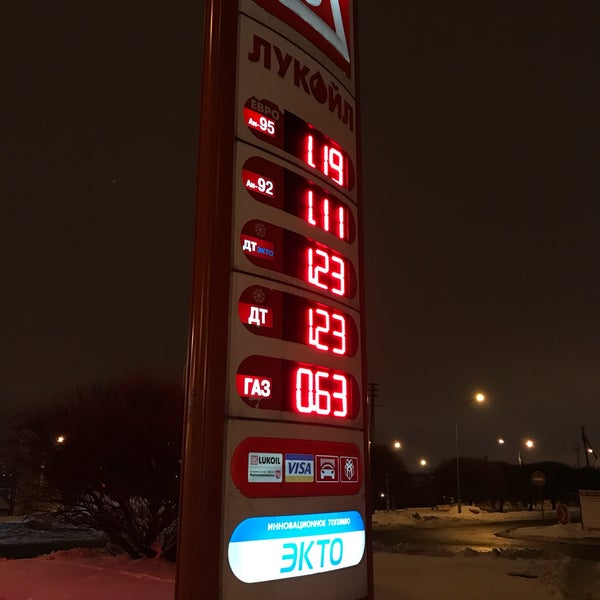 ЛУКОЙЛ
ЕВРО
Аи-95 1.19
Аи-92 1.11
ДТ ЭКТО 1.23
ДТ 1.23
ГАЗ 0.63
LUKOIL VISA
ИННОВАЦИОННОЕ ТОПЛИВО
ЭКТО